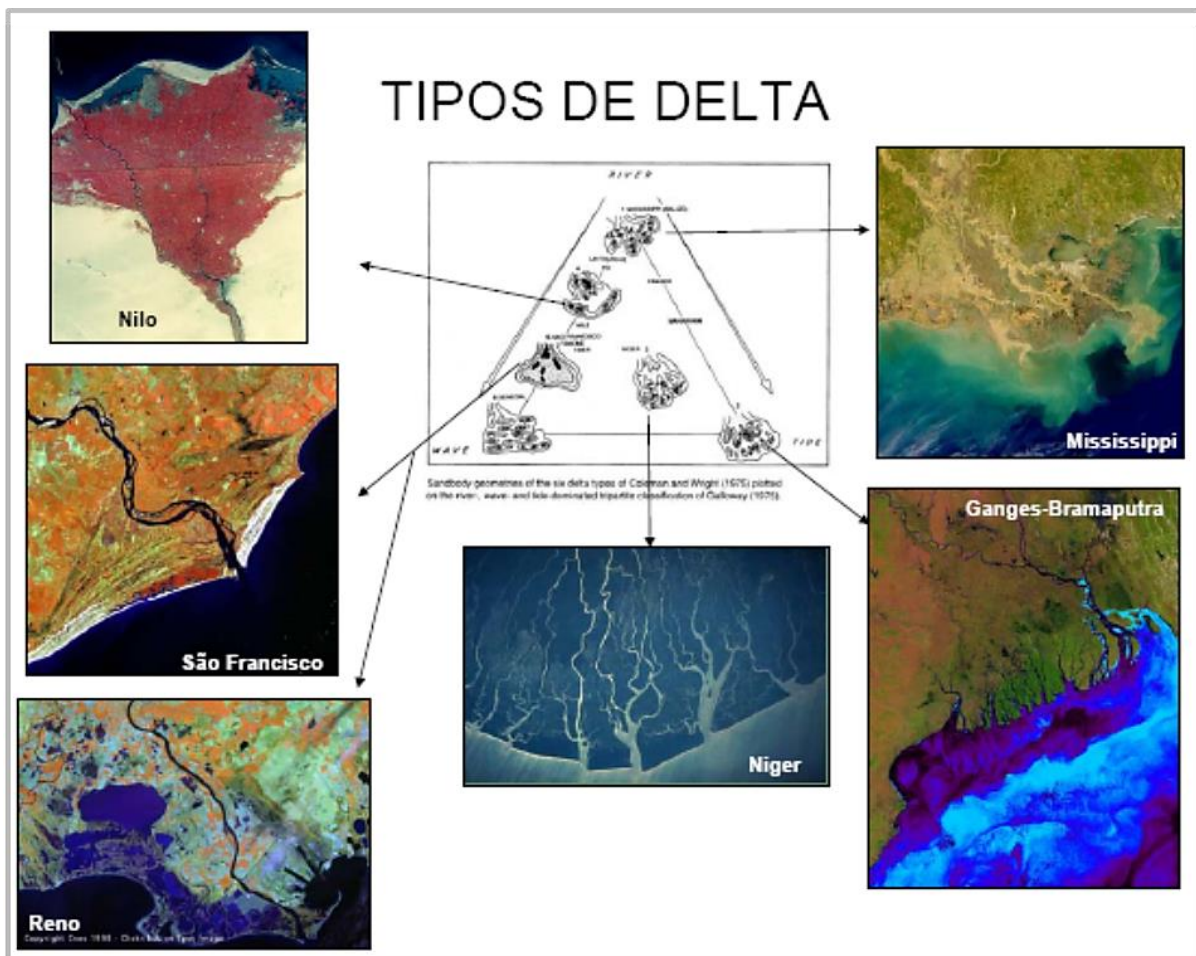 TIPOS DE DELTA
Nilo
RIVER
NILE
NIGER
WAVE
TIDE
Sandbody geometries of the six delta types of Coleman and Wright (1975) plotted
on the river-, wave- and tide-dominated tripartite classification of Galloway (1975).
Mississippi
São Francisco
Ganges-Bramaputra
Niger
Reno